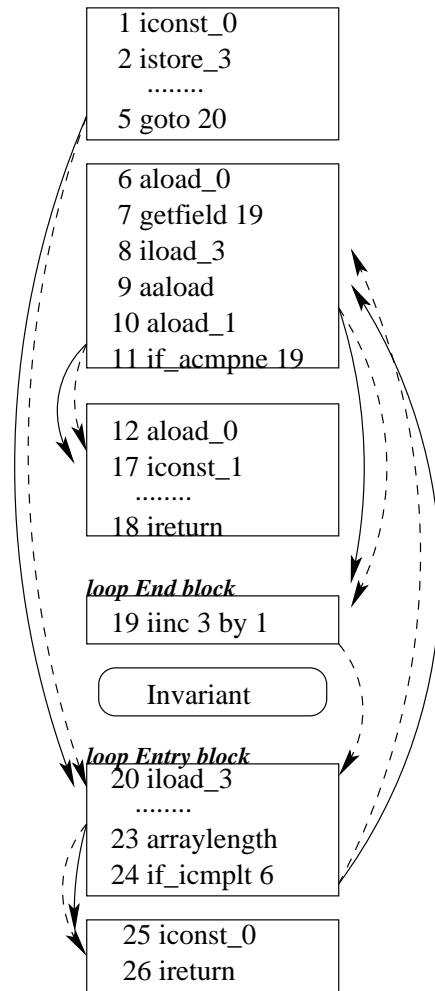 1 iconst_0
2 istore_3
........
5 goto 20
6 aload_0
7 getfield 19
8 iload_3
9 aaload
10 aload_1
11 if_acmpne 19
12 aload_0
17 iconst_1
........
18 ireturn
loop End block
19 iinc 3 by 1
Invariant
loop Entry block
20 iload_3
........
23 arraylength
24 if_icmplt 6
25 iconst_0
26 ireturn